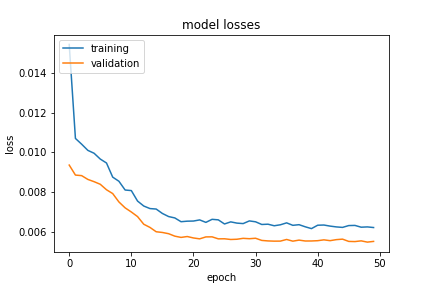 model losses
training
validation
0.014
0.012
0.010
0.008
0.006
loss
0 10 20 30 40 50
epoch